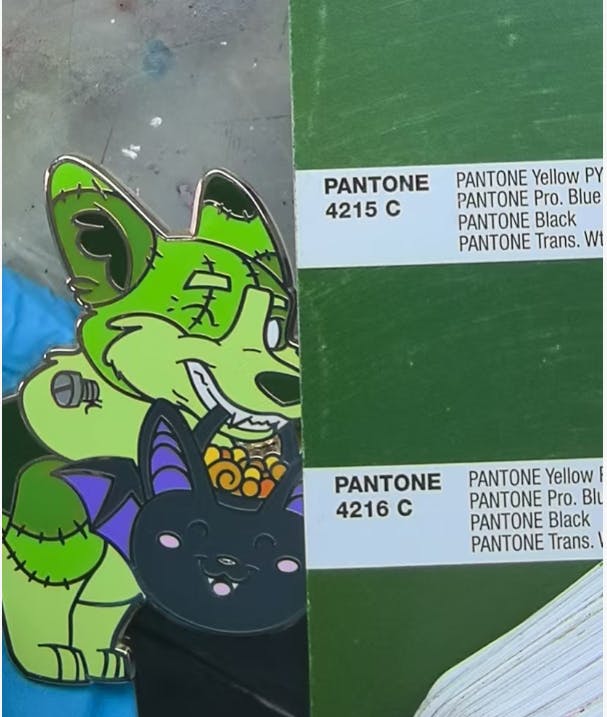 PANTONE
4215 C
PANTONE Yellow PY
PANTONE Pro. Blue
PANTONE Black
PANTONE Trans. Wt
PANTONE
4216 C
PANTONE Yellow
PANTONE Pro. Blu
PANTONE Black
PANTONE Trans.